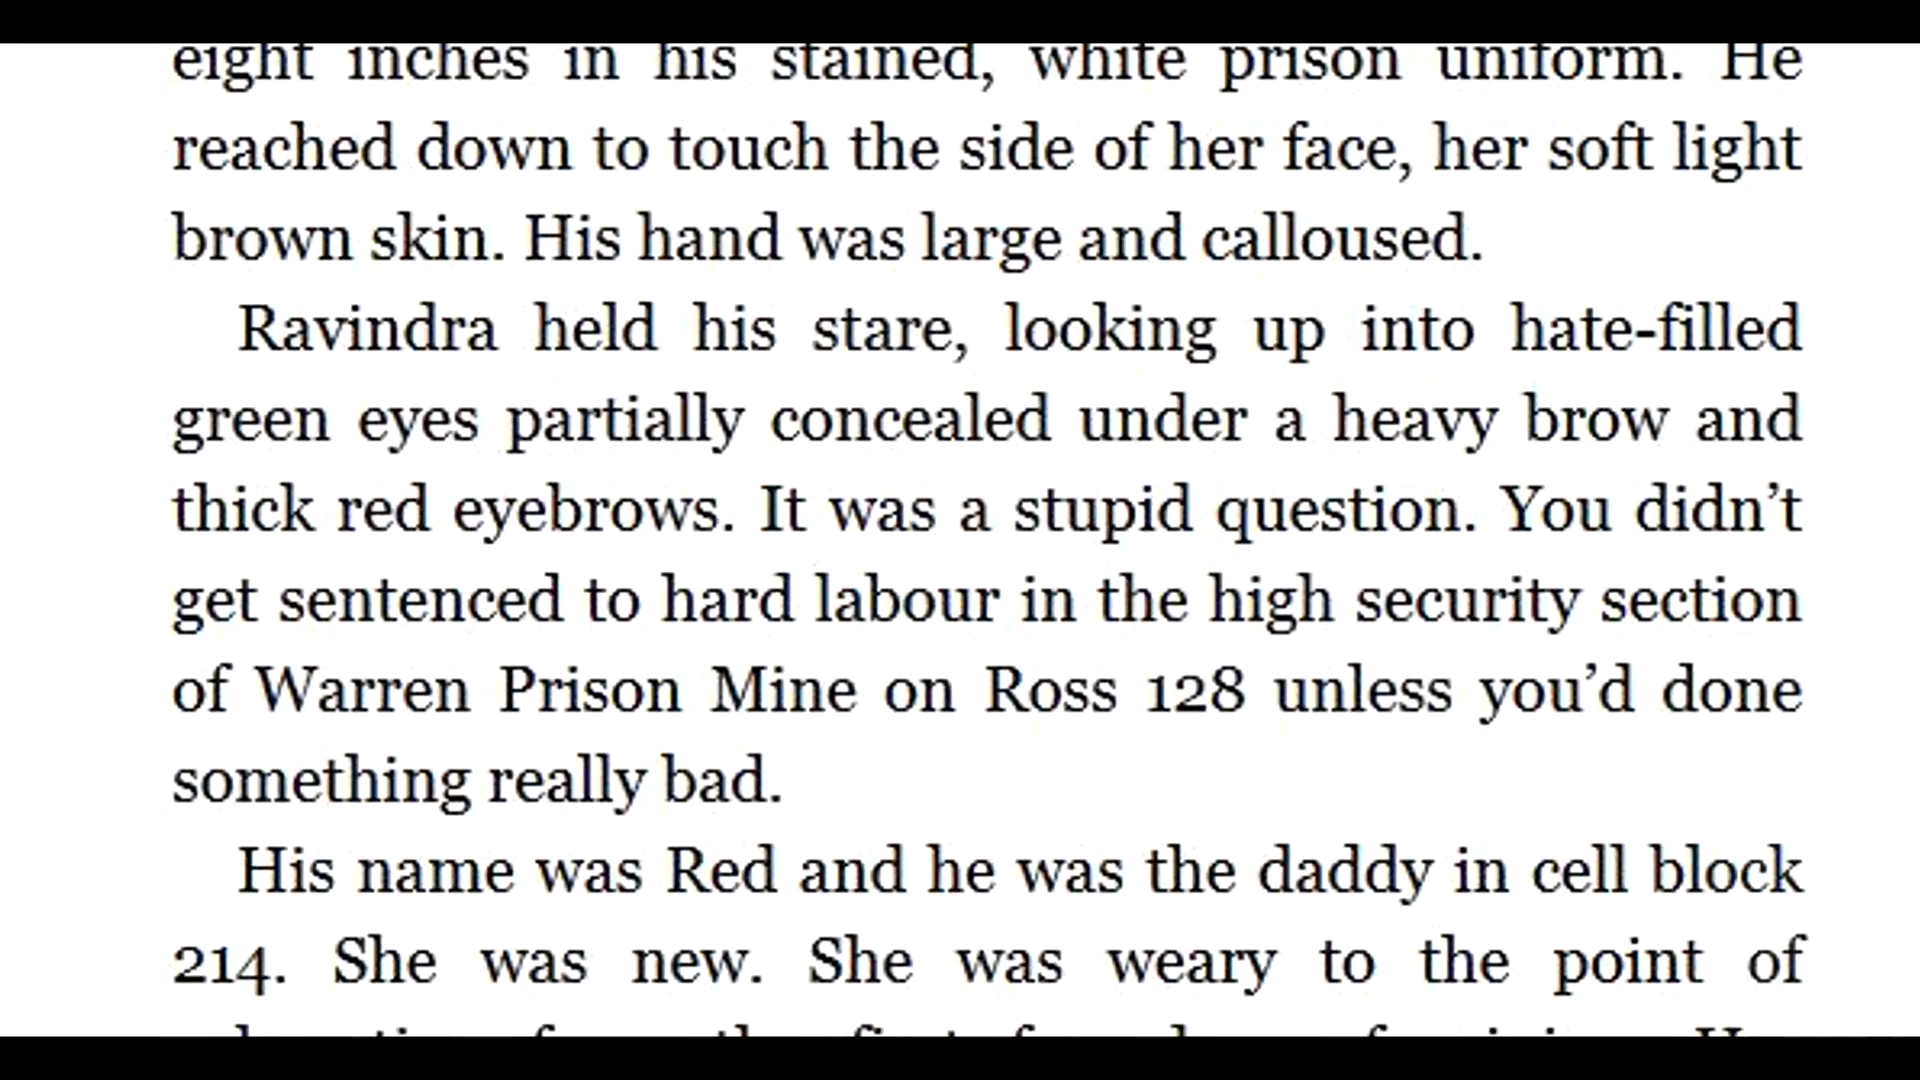 eight inches in his stained, white prison uniform. He
reached down to touch the side of her face, her soft light
brown skin. His hand was large and calloused.
Ravindra held his stare, looking up into hate-filled
green eyes partially concealed under a heavy brow and
thick red eyebrows. It was a stupid question. You didn’t
get sentenced to hard labour in the high security section
of Warren Prison Mine on Ross 128 unless you’d done
something really bad.
His name was Red and he was the daddy in cell block
214. She was new. She was weary to the point of